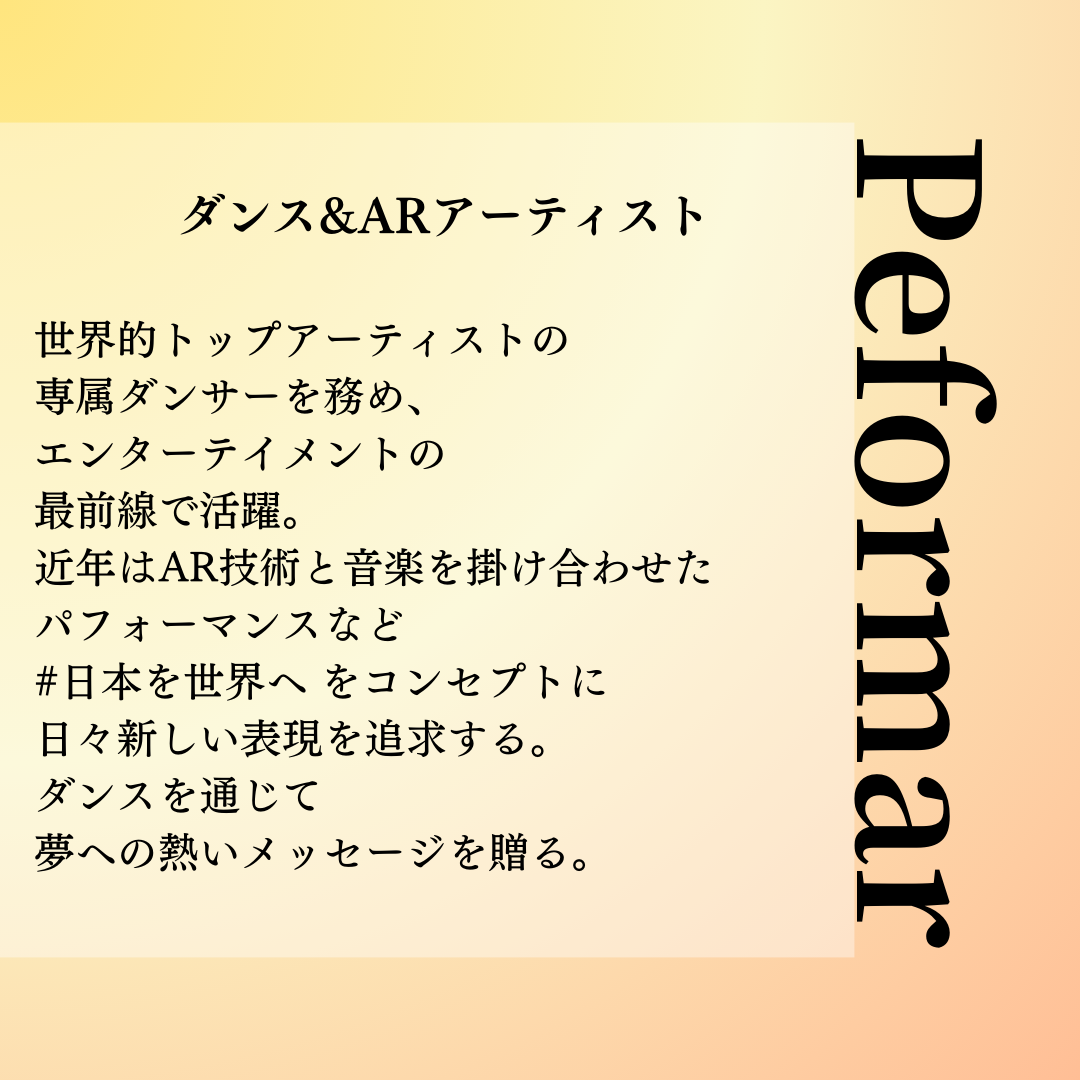 ダンス&ARアーティスト
世界的トップアーティストの
専属ダンサーを務め、
エンターテイメントの
最前線で活躍。
近年はAR技術と音楽を掛け合わせた
パフォーマンスなど
#日本を世界へ をコンセプトに
日々新しい表現を追求する。
ダンスを通じて
夢への熱いメッセージを贈る。
Peformar